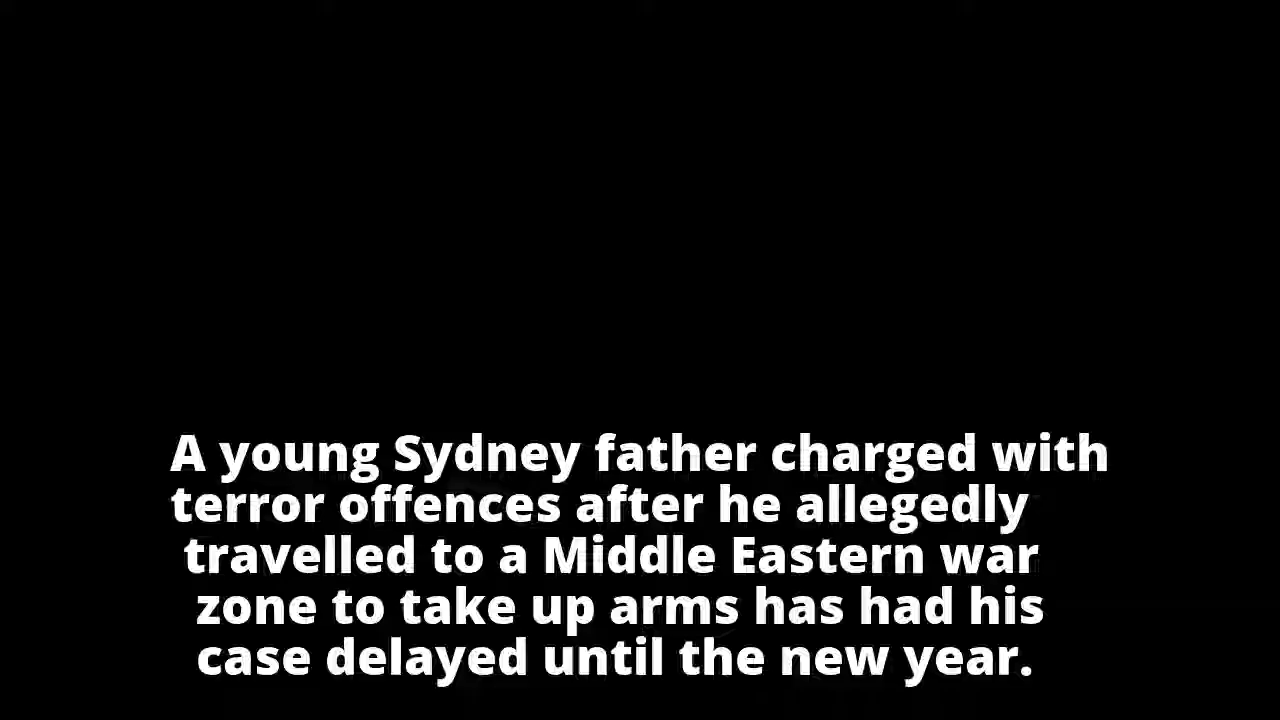 A young Sydney father charged with
terror offences after he allegedly
travelled to a Middle Eastern war
zone to take up arms has had his
case delayed until the new year.